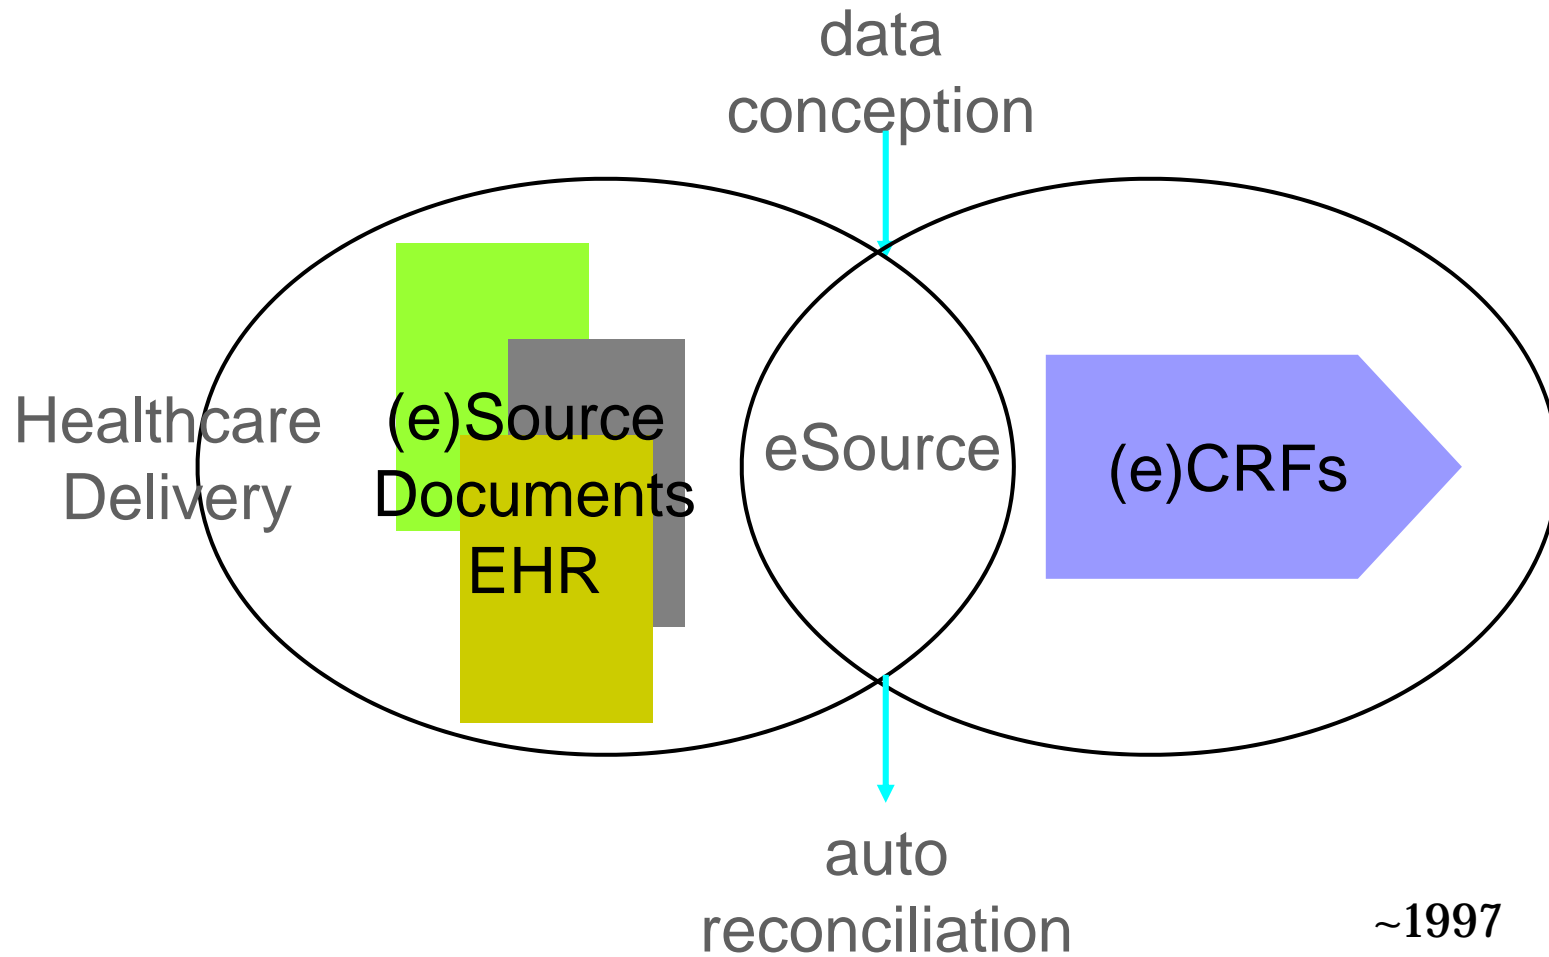 data
conception
Healthcare
Delivery
(e)Source
Documents
EHR
eSource
(e)CRFs
auto
reconciliation
~1997